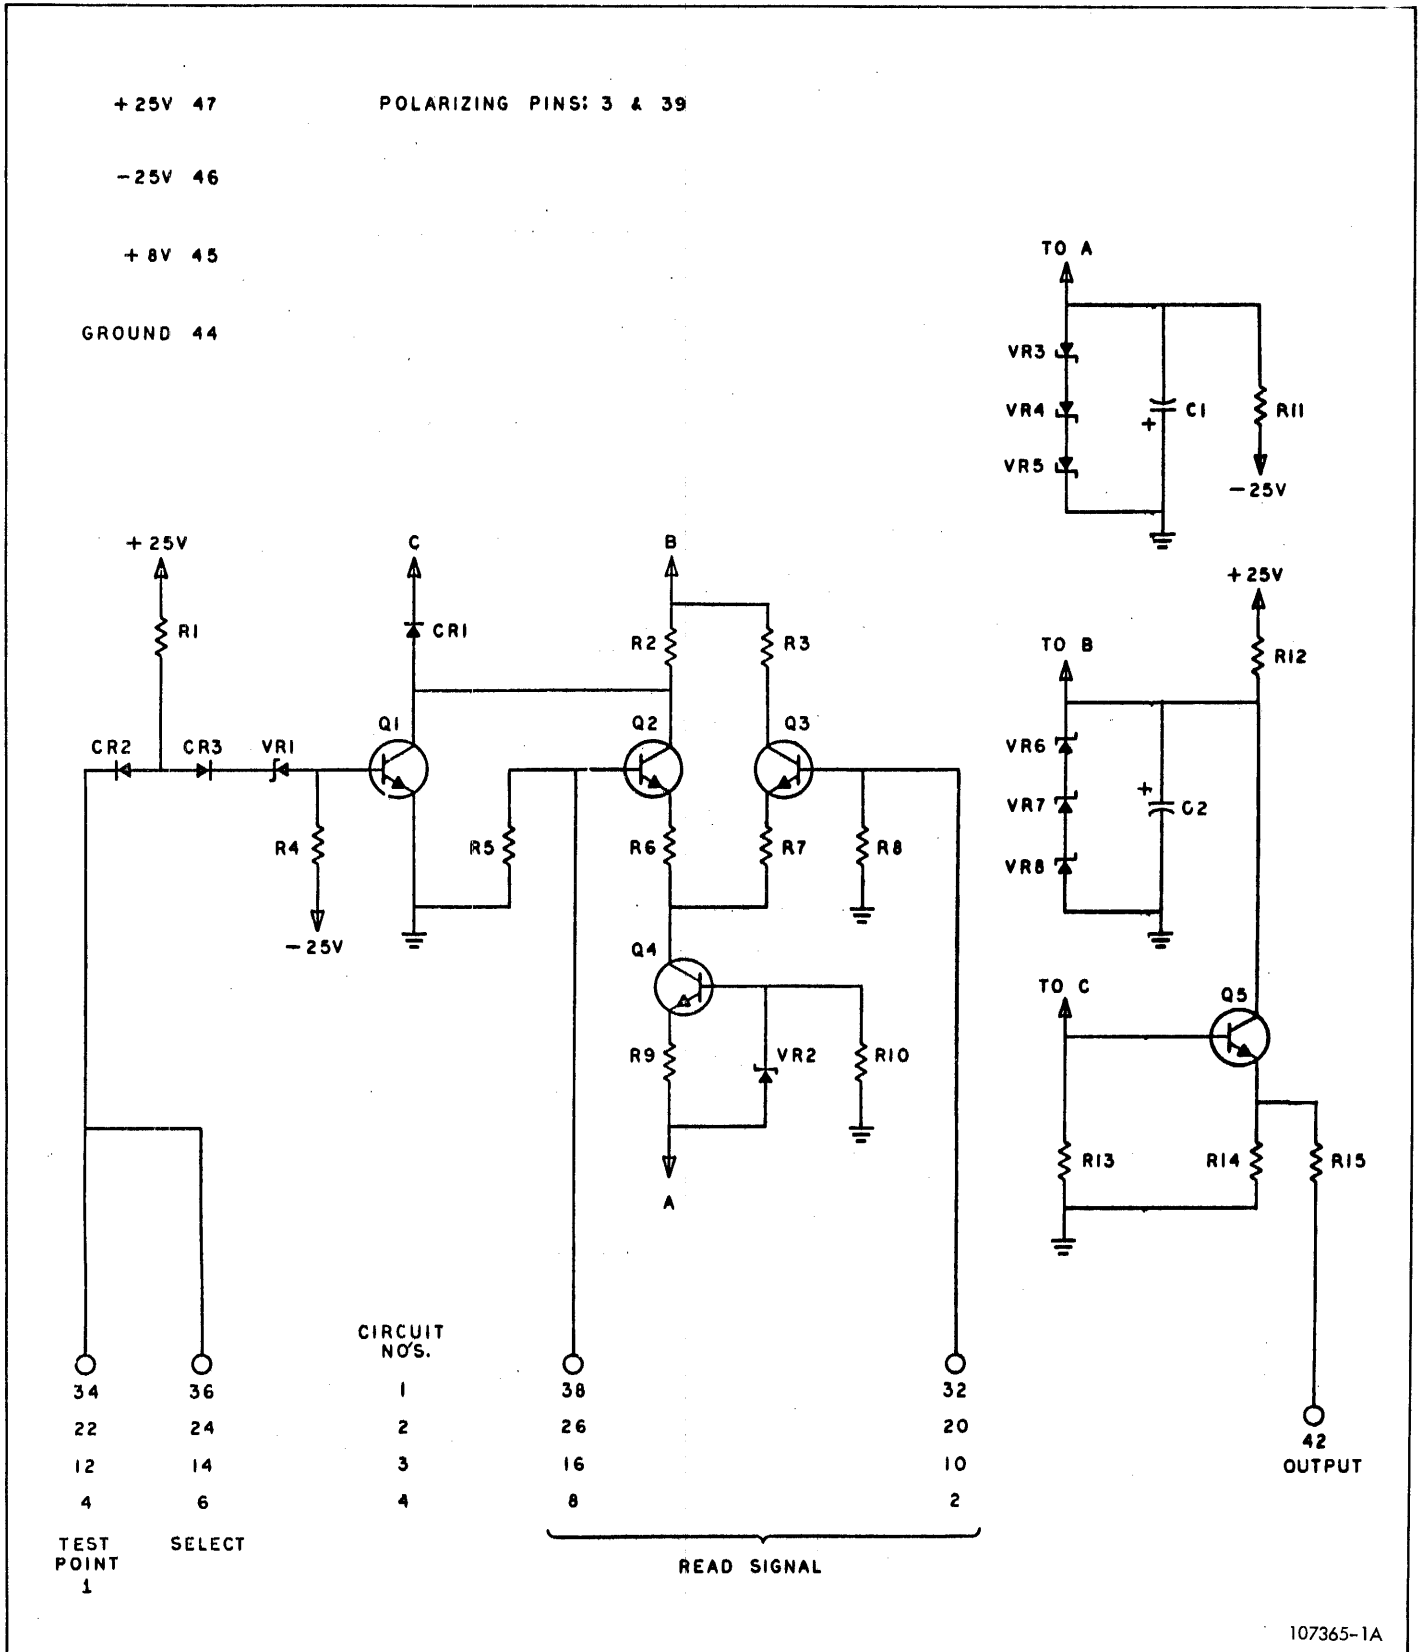 +25V 47
POLARIZING PINS: 3 & 39
-25V 46
+8V 45
GROUND 44
TO A
VR3
VR4
C1
R11
VR5
-25V
+25V
C
B
+25V
R1
CR1
R2
R3
TO B
R12
Q1
Q2
Q3
CR2
CR3
VR1
VR6
VR7
C2
R4
R5
R6
R7
R8
VR8
-25V
Q4
TO C
Q5
R9
VR2
R10
R13
R14
R15
A
CIRCUIT
NO'S.
34 36 1 38 32
22 24 2 26 20
12 14 3 16 10
4 6 4 8 2
42
OUTPUT
TEST
POINT
1
SELECT
READ SIGNAL
107365-1A